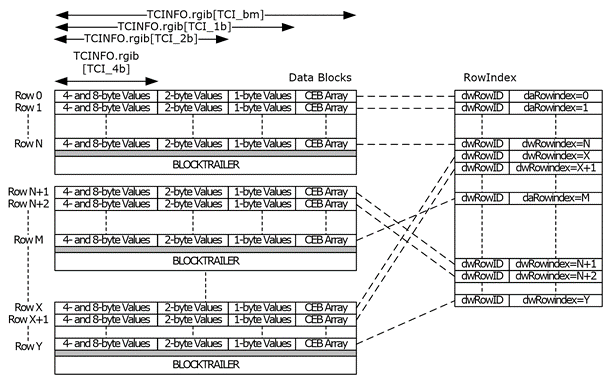 TCINFO.rgib[TCI_bm]
TCINFO.rgib[TCI_1b]
TCINFO.rgib[TCI_2b]
TCINFO.rgib
[TCI_4b]
Data Blocks
RowIndex
Row 0 4- and 8-byte Values 2-byte Values 1-byte Values CEB Array dwRowID daRowindex=0
Row 1 4- and 8-byte Values 2-byte Values 1-byte Values CEB Array dwRowID daRowindex=1
Row N 4- and 8-byte Values 2-byte Values 1-byte Values CEB Array dwRowID dwRowindex=N
dwRowID dwRowindex=X
BLOCKTRAILER
dwRowID dwRowindex=X+1
Row N+1 4- and 8-byte Values 2-byte Values 1-byte Values CEB Array
Row N+2 4- and 8-byte Values 2-byte Values 1-byte Values CEB Array
dwRowID daRowindex=M
Row M 4- and 8-byte Values 2-byte Values 1-byte Values CEB Array
BLOCKTRAILER
dwRowID dwRowindex=N+1
dwRowID dwRowindex=N+2
Row X 4- and 8-byte Values 2-byte Values 1-byte Values CEB Array dwRowID dwRowindex=Y
Row X+1 4- and 8-byte Values 2-byte Values 1-byte Values CEB Array
Row Y 4- and 8-byte Values 2-byte Values 1-byte Values CEB Array
BLOCKTRAILER